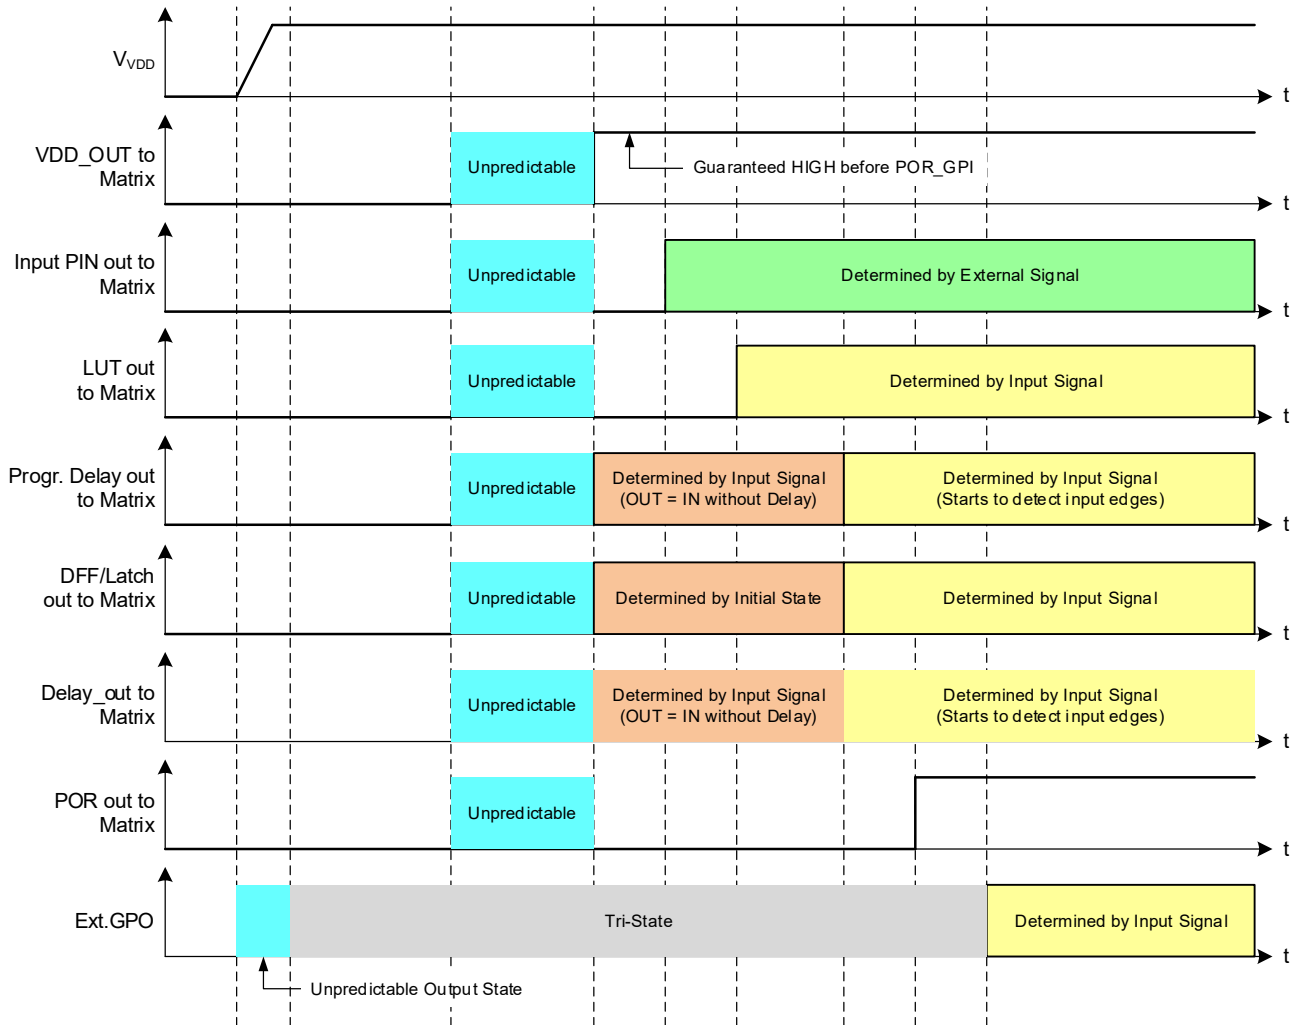 V_VDD
t
VDD_OUT to
Matrix
Unpredictable
Guaranteed HIGH before POR_GPI
t
Input PIN out to
Matrix
Unpredictable
Determined by External Signal
t
LUT out
to Matrix
Unpredictable
Determined by Input Signal
t
Progr. Delay out
to Matrix
Unpredictable
Determined by Input Signal
(OUT = IN without Delay)
Determined by Input Signal
(Starts to detect input edges)
t
DFF/Latch
out to Matrix
Unpredictable
Determined by Initial State
Determined by Input Signal
t
Delay_out to
Matrix
Unpredictable
Determined by Input Signal
(OUT = IN without Delay)
Determined by Input Signal
(Starts to detect input edges)
t
POR out to
Matrix
Unpredictable
t
Ext.GPO
Tri-State
Determined by Input Signal
t
Unpredictable Output State